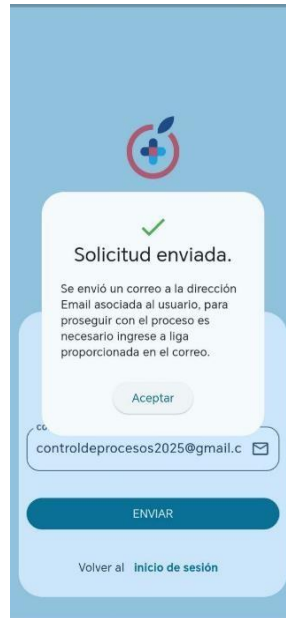 Solicitud enviada.
Se envió un correo a la dirección
Email asociada al usuario, para
proseguir con el proceso es
necesario ingrese a liga
proporcionada en el correo.
Aceptar
controldeprocesos2025@gmail.c
ENVIAR
Volver al inicio de sesión